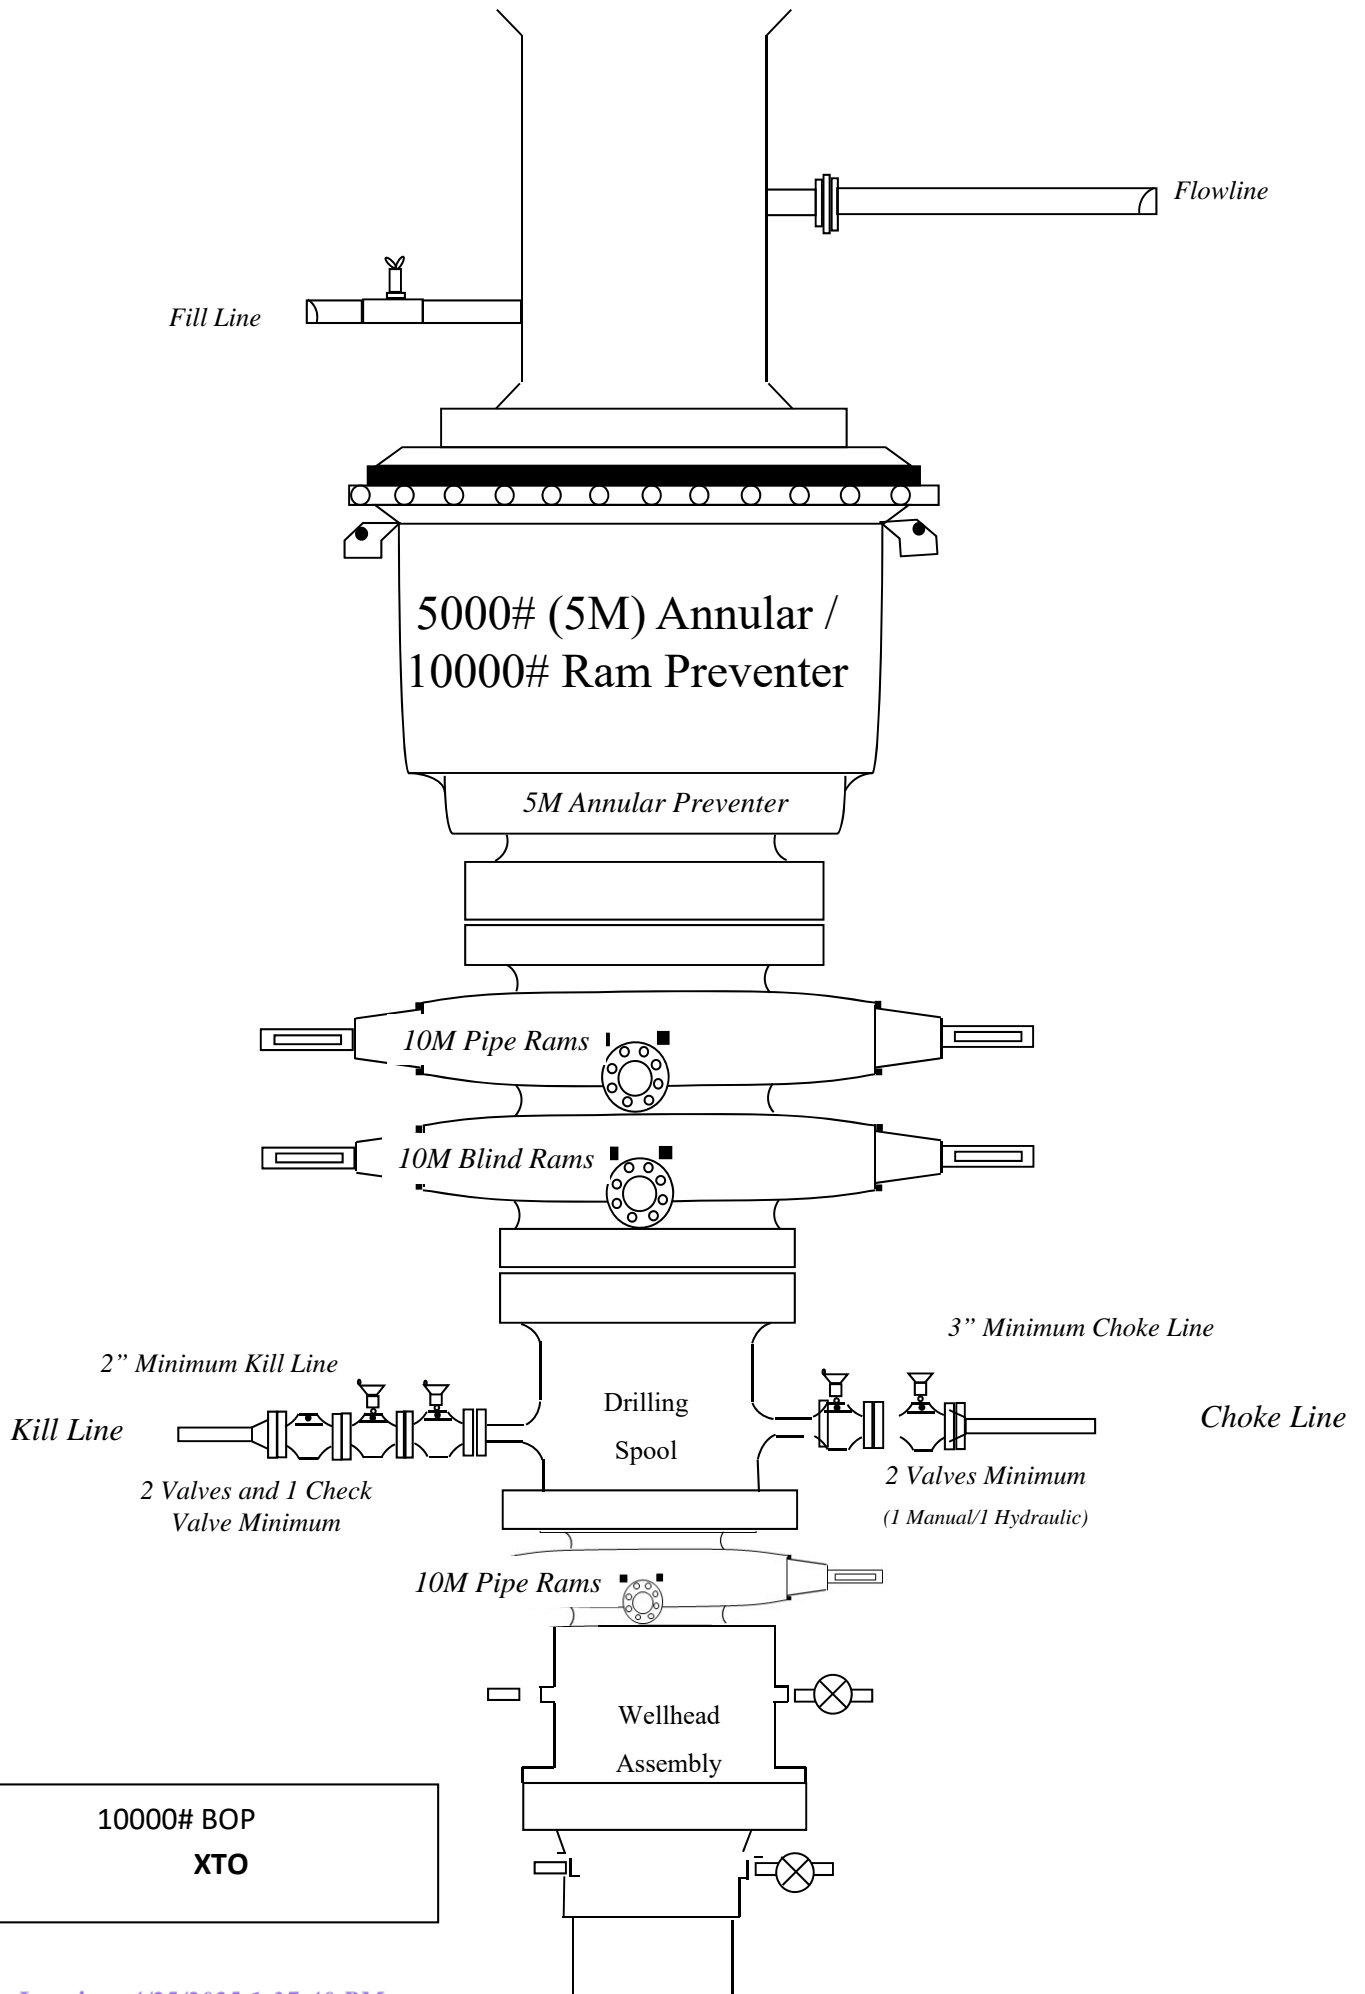 Flowline
Fill Line
5000# (5M) Annular /
10000# Ram Preventer
5M Annular Preventer
10M Pipe Rams
10M Blind Rams
3” Minimum Choke Line
2” Minimum Kill Line
Drilling
Spool
Kill Line
Choke Line
2 Valves and 1 Check
Valve Minimum
2 Valves Minimum
(1 Manual/1 Hydraulic)
10M Pipe Rams
Wellhead
Assembly
10000# BOP
XTO